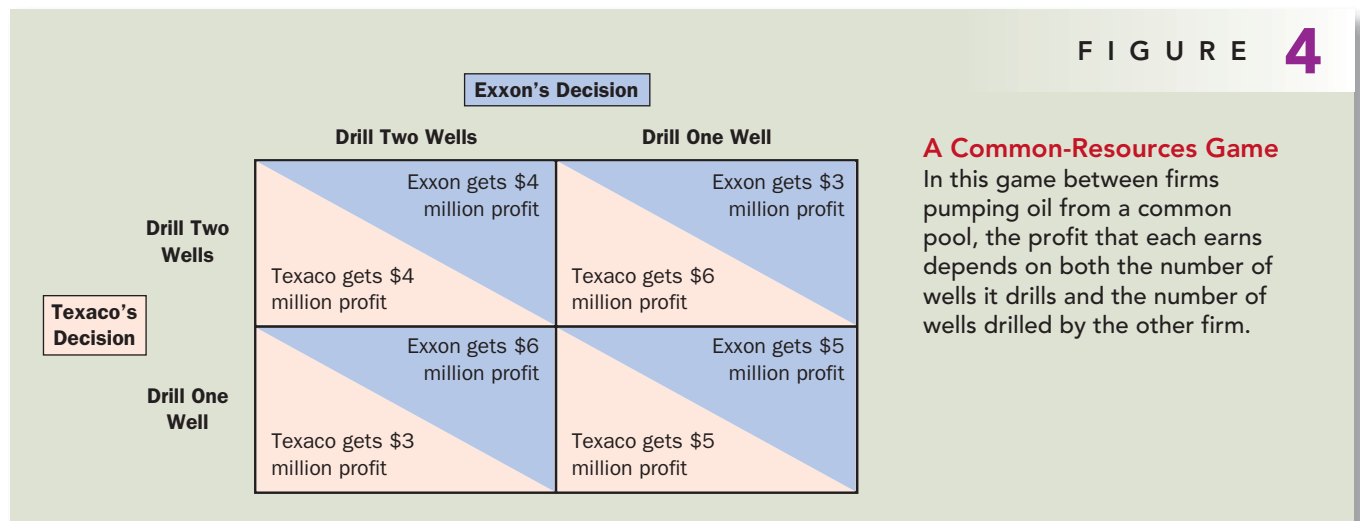 FIGURE 4
Exxon's Decision
Drill Two Wells
Drill One Well
Drill Two
Wells
Exxon gets $4
million profit
Texaco gets $4
million profit
Exxon gets $3
million profit
Texaco gets $6
million profit
Texaco's
Decision
Drill One
Well
Exxon gets $6
million profit
Texaco gets $3
million profit
Exxon gets $5
million profit
Texaco gets $5
million profit
A Common-Resources Game
In this game between firms
pumping oil from a common
pool, the profit that each earns
depends on both the number of
wells it drills and the number of
wells drilled by the other firm.